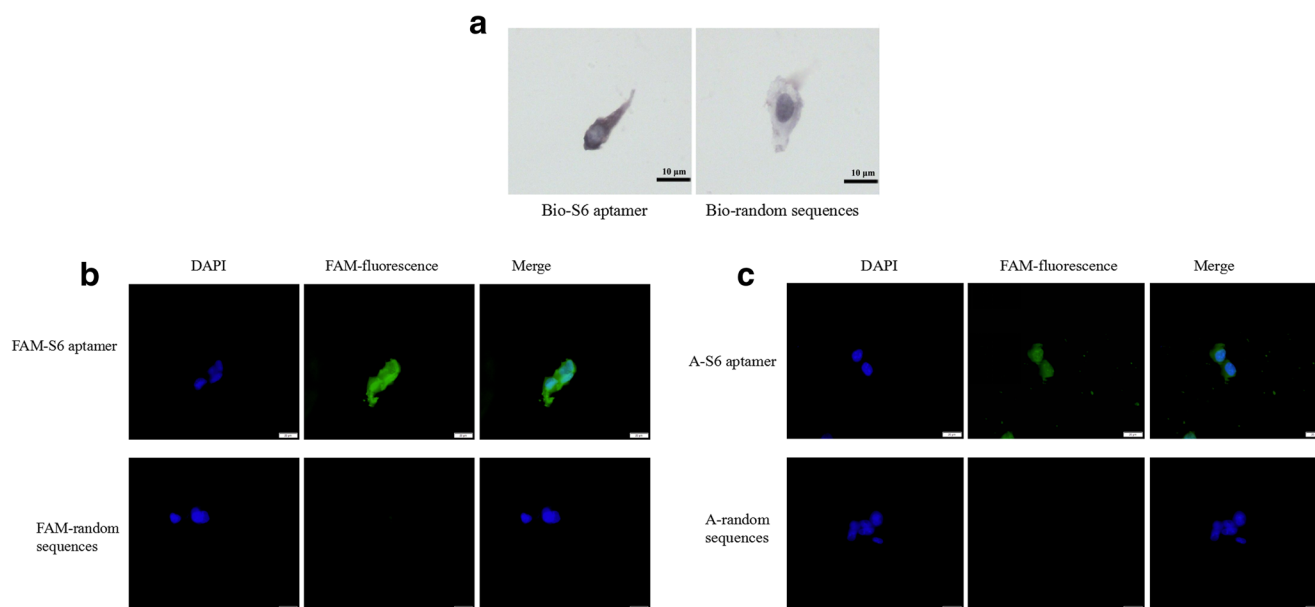 a
10 µm
10 µm
Bio-S6 aptamer
Bio-random sequences
b
DAPI
FAM-fluorescence
Merge
FAM-S6 aptamer
FAM-random
sequences
c
DAPI
FAM-fluorescence
Merge
A-S6 aptamer
A-random
sequences